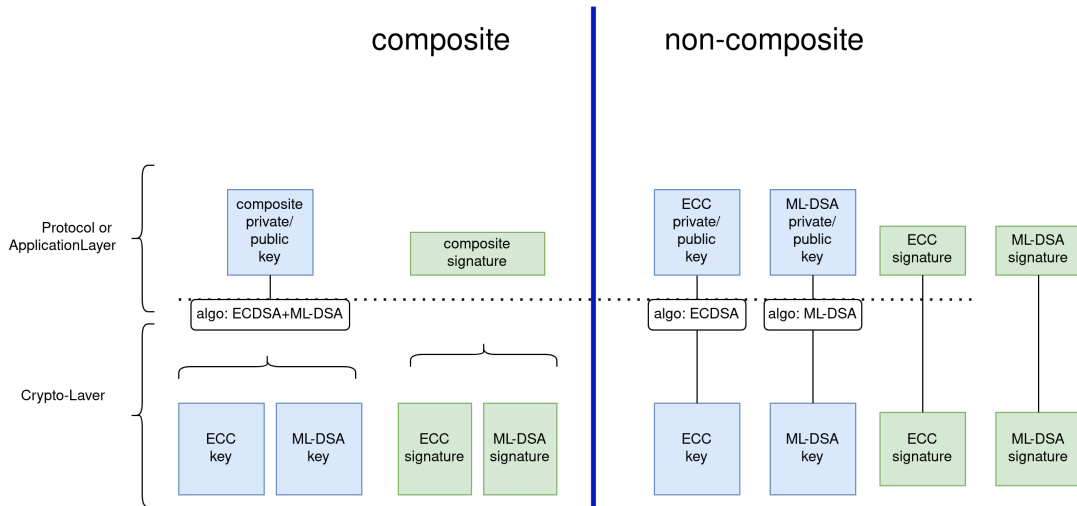 composite
non-composite
Protocol or
ApplicationLayer
composite
private/
public
key
composite
signature
ECC
private/
public
key
ML-DSA
private/
public
key
ECC
signature
ML-DSA
signature
algo: ECDSA+ML-DSA
algo: ECDSA
algo: ML-DSA
Crypto-Laver
ECC
key
ML-DSA
key
ECC
signature
ML-DSA
signature
ECC
key
ML-DSA
key
ECC
signature
ML-DSA
signature